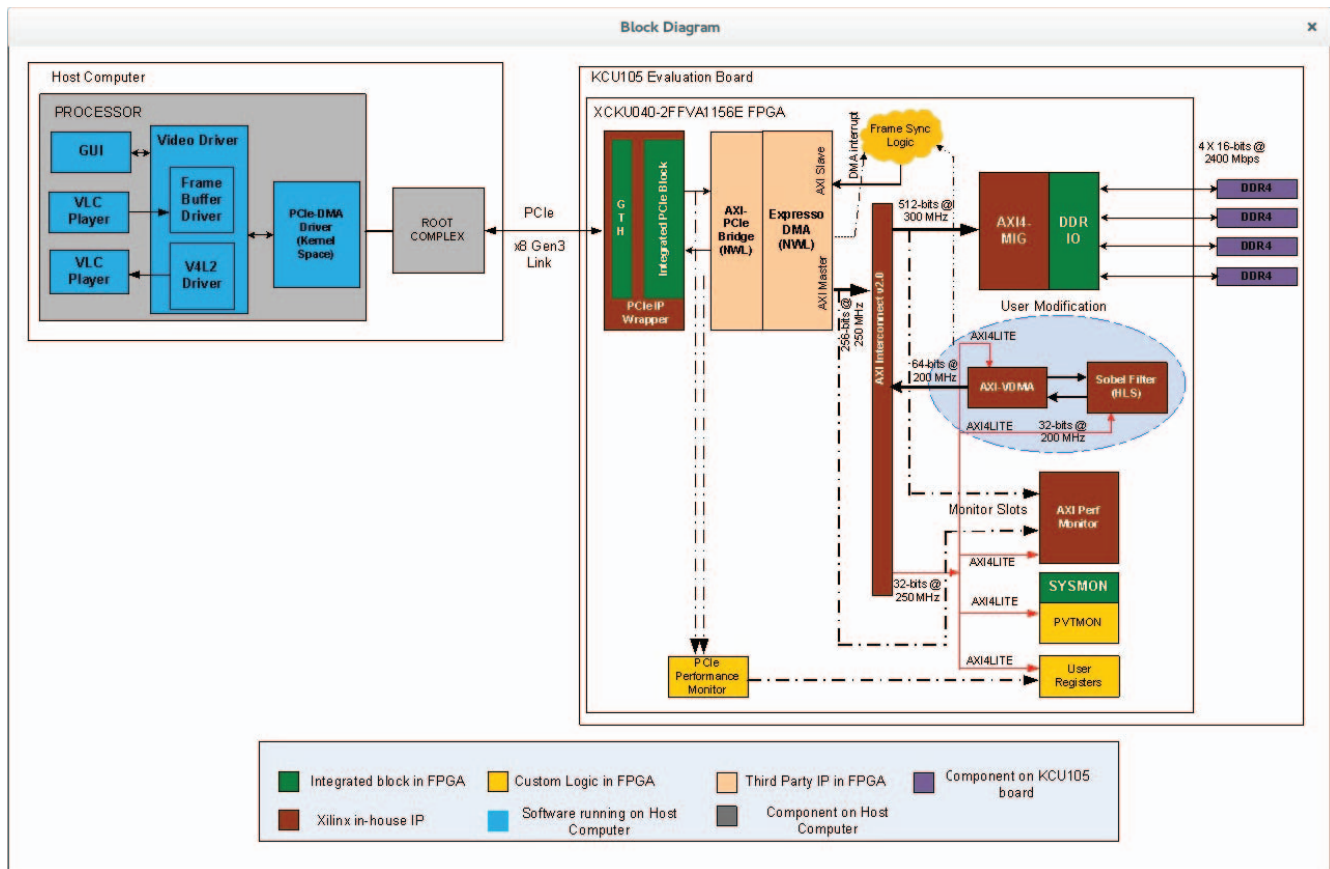 Block Diagram
×
Host Computer
PROCESSOR
GUI
VLC
Player
VLC
Player
Video Driver
Frame
Buffer
Driver
V4L2
Driver
PCIe-DMA
Driver
(Kernel
Space)
ROOT
COMPLEX
PCIe
x8 Gen3
Link
KCU105 Evaluation Board
XCKU040-2FFVA1156E FPGA
GTH
Integrated PCIe Block
PCIe IP
Wrapper
AXI-
PCIe
Bridge
(NWL)
Expresso
DMA
(NWL)
AXI Slave
AXI Master
DMA interrupt
Frame Sync
Logic
256-bits @
250 MHz
AXI Interconnect v2.0
512-bits @
300 MHz
AXI4-
MIG
DDR
IO
4 X 16-bits @
2400 Mbps
DDR4
DDR4
DDR4
DDR4
User Modification
AXI4LITE
64-bits @
200 MHz
AXI-VDMA
Sobel Filter
(HLS)
AXI4LITE
32-bits @
200 MHz
Monitor Slots
AXI Perf
Monitor
AXI4LITE
32-bits @
250 MHz
SYSMON
AXI4LITE
PVTMON
AXI4LITE
User
Registers
PCIe
Performance
Monitor
Integrated block in FPGA
Custom Logic in FPGA
Third Party IP in FPGA
Component on KCU105
board
Xilinx in-house IP
Software running on Host
Computer
Component on Host
Computer